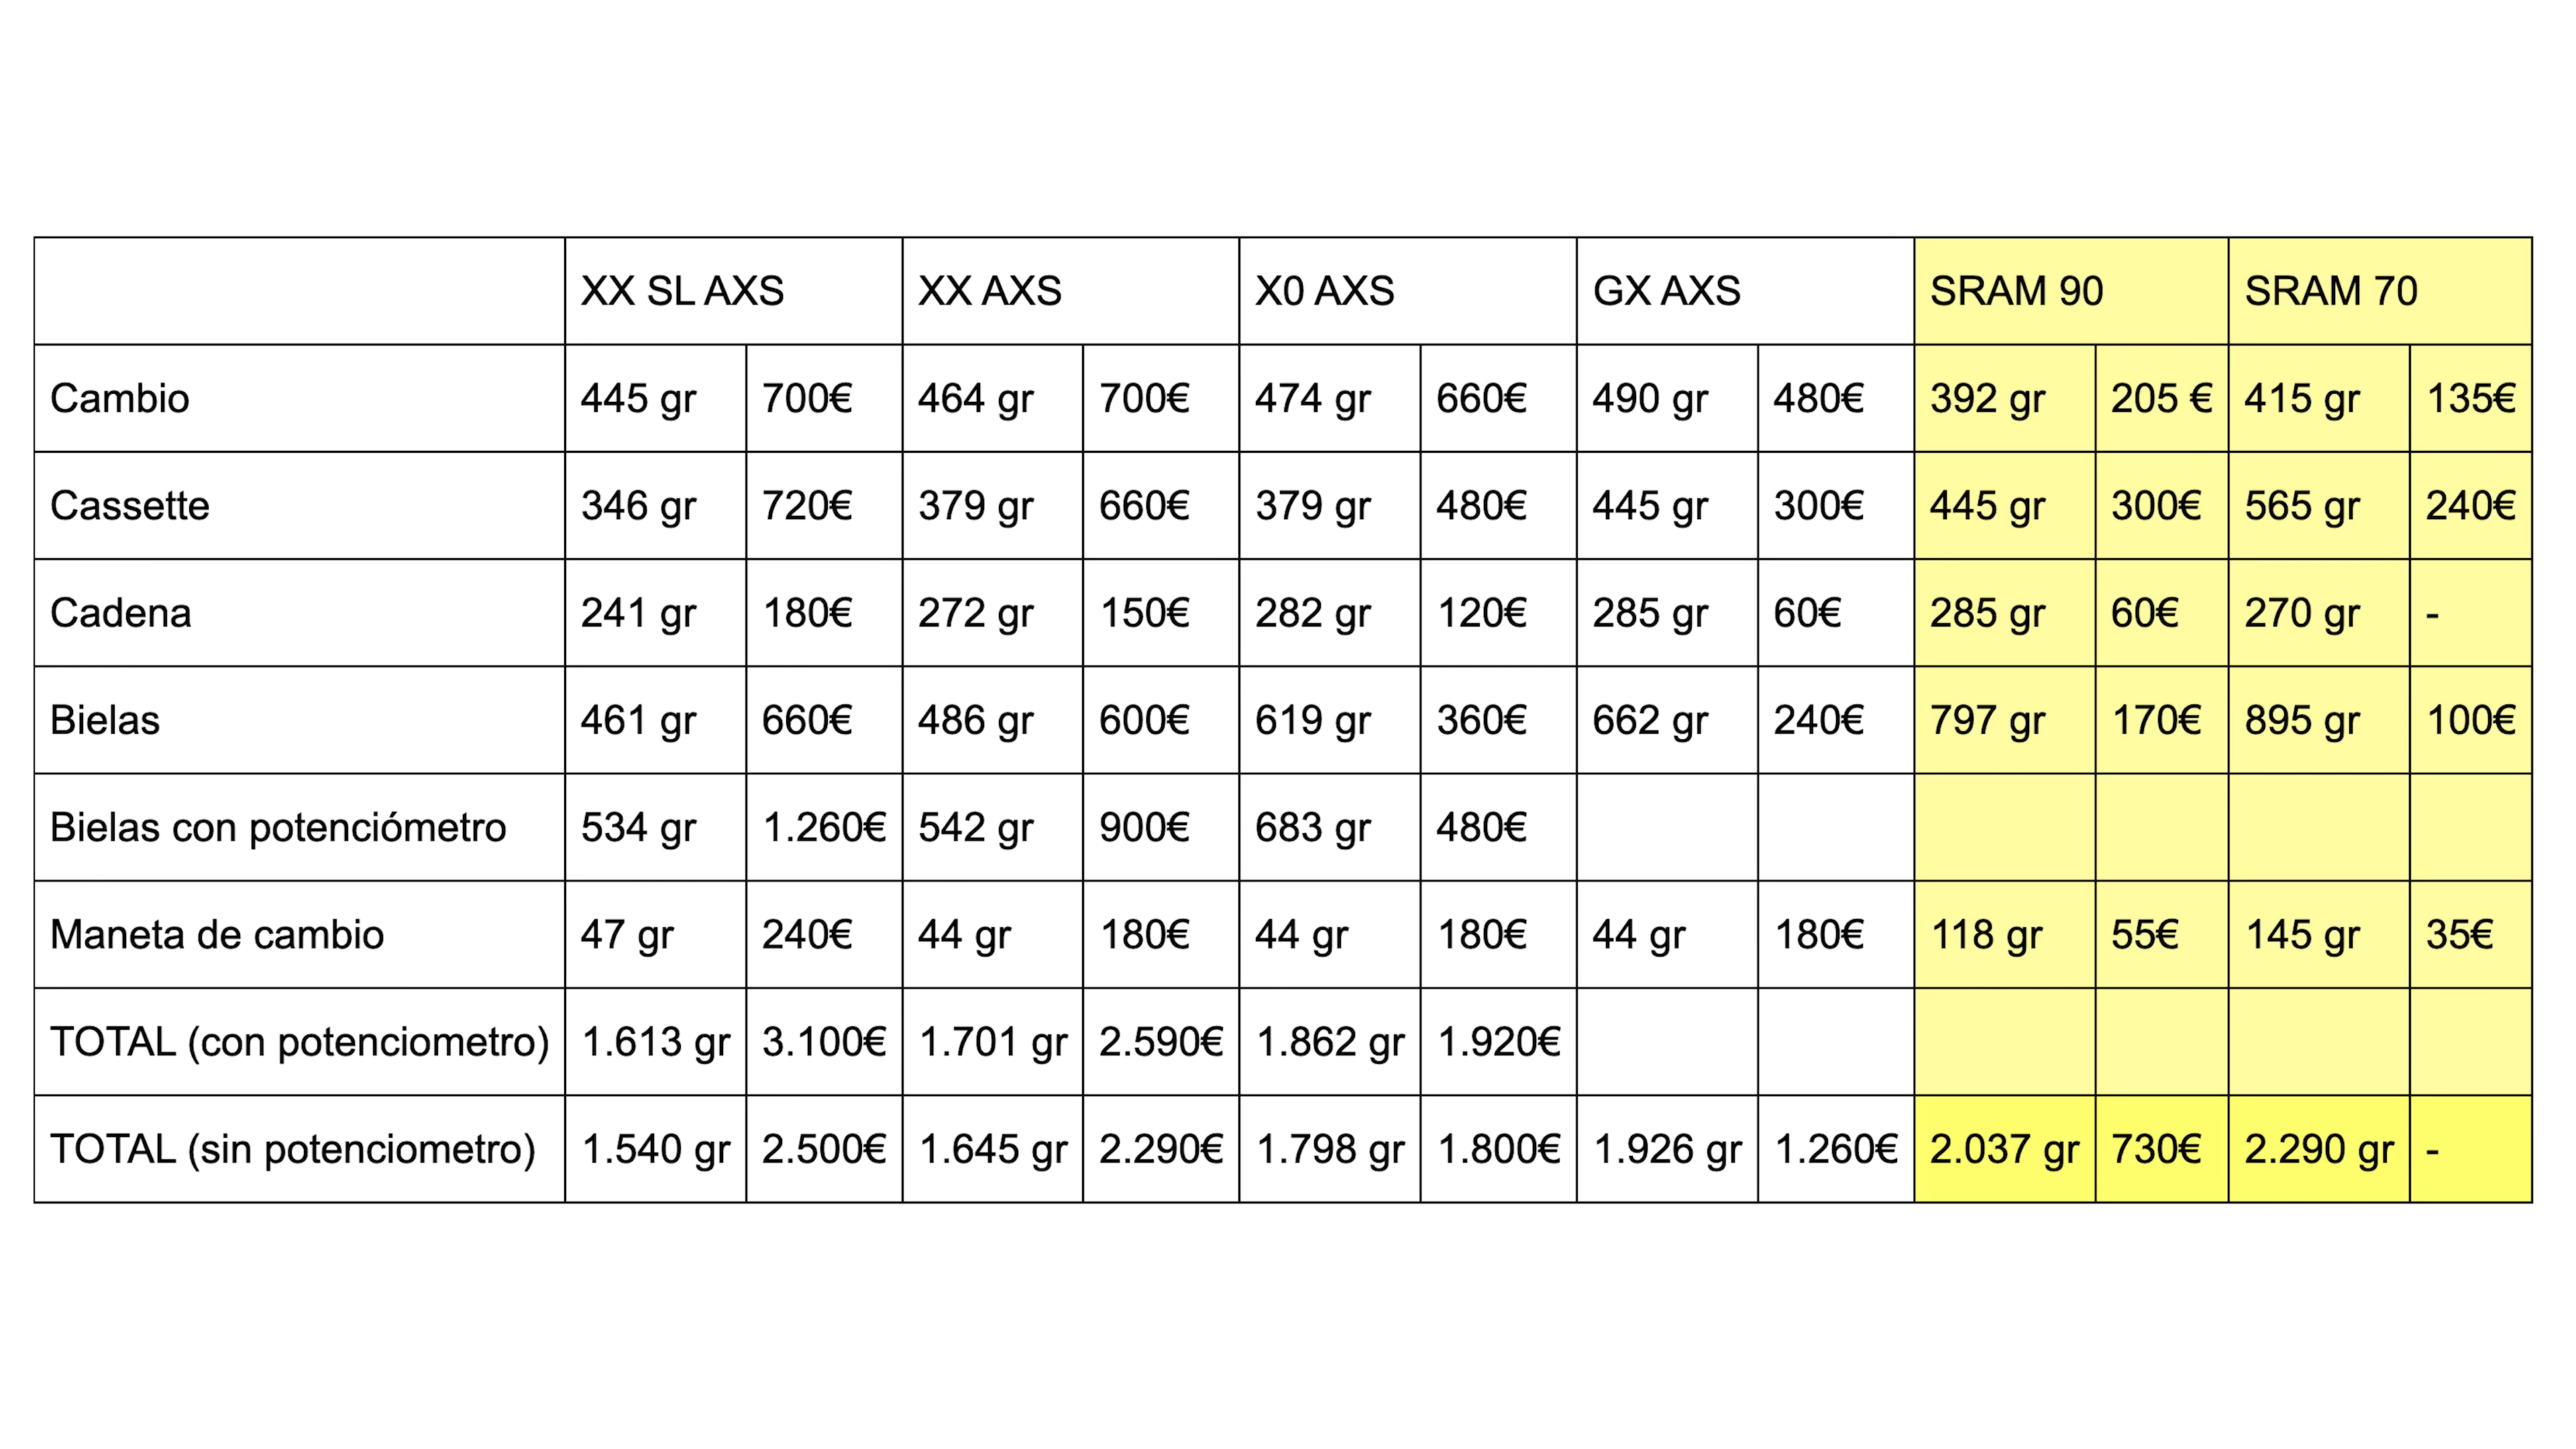 XX SL AXS XX AXS X0 AXS GX AXS SRAM 90 SRAM 70
Cambio 445 gr 700€ 464 gr 700€ 474 gr 660€ 490 gr 480€ 392 gr 205 € 415 gr 135€
Cassette 346 gr 720€ 379 gr 660€ 379 gr 480€ 445 gr 300€ 445 gr 300€ 565 gr 240€
Cadena 241 gr 180€ 272 gr 150€ 282 gr 120€ 285 gr 60€ 285 gr 60€ 270 gr -
Bielas 461 gr 660€ 486 gr 600€ 619 gr 360€ 662 gr 240€ 797 gr 170€ 895 gr 100€
Bielas con potenciómetro 534 gr 1.260€ 542 gr 900€ 683 gr 480€
Maneta de cambio 47 gr 240€ 44 gr 180€ 44 gr 180€ 44 gr 180€ 118 gr 55€ 145 gr 35€
TOTAL (con potenciometro) 1.613 gr 3.100€ 1.701 gr 2.590€ 1.862 gr 1.920€
TOTAL (sin potenciometro) 1.540 gr 2.500€ 1.645 gr 2.290€ 1.798 gr 1.800€ 1.926 gr 1.260€ 2.037 gr 730€ 2.290 gr -